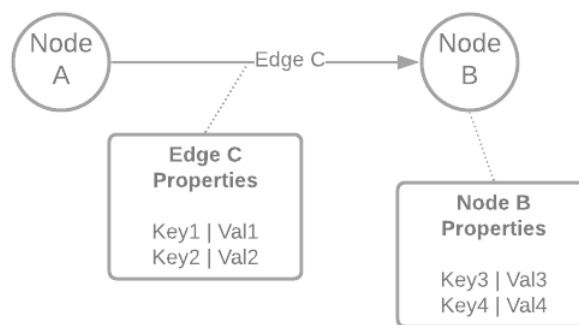 Node
A
Edge C
Node
B
Edge C
Properties
Key1 | Val1
Key2 | Val2
Node B
Properties
Key3 | Val3
Key4 | Val4